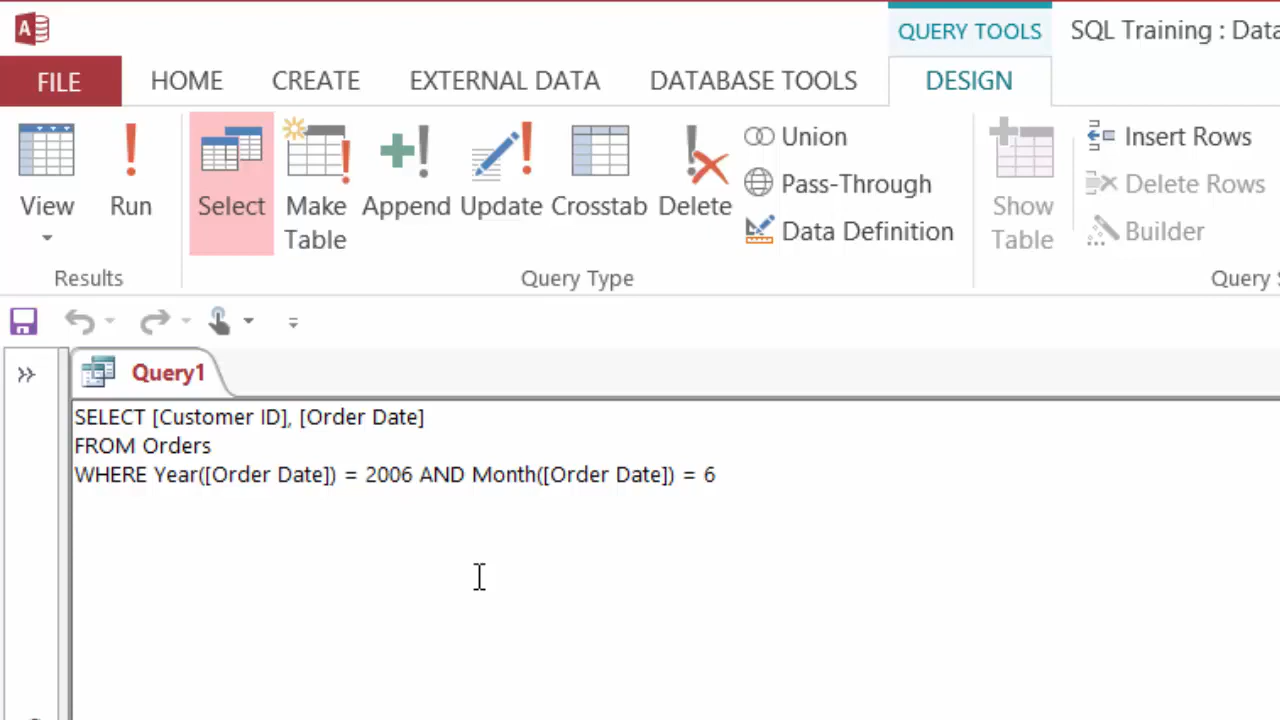 QUERY TOOLS
SQL Training : Data
FILE
HOME
CREATE
EXTERNAL DATA
DATABASE TOOLS
DESIGN
View
Run
Select
Make
Table
Append
Update
Crosstab
Delete
Union
Pass-Through
Data Definition
Show
Table
Insert Rows
Delete Rows
Builder
Results
Query Type
Query
Query1
SELECT [Customer ID], [Order Date]
FROM Orders
WHERE Year([Order Date]) = 2006 AND Month([Order Date]) = 6